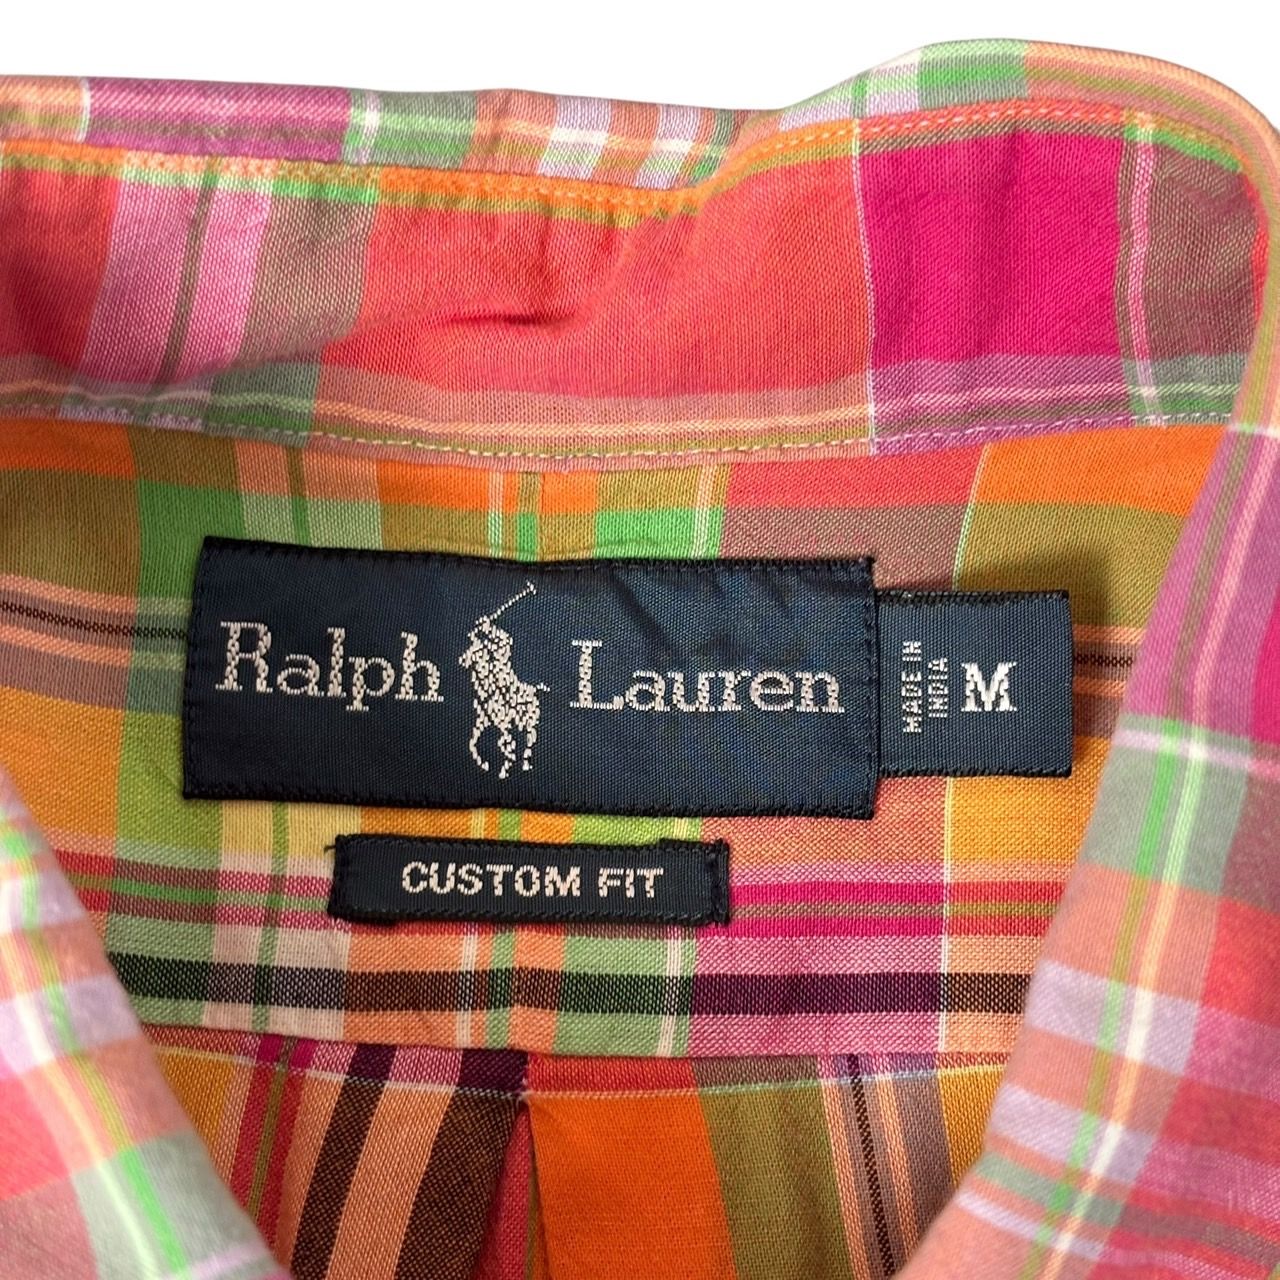 Ralph Lauren
MADE IN
INDIA
M
CUSTOM FIT